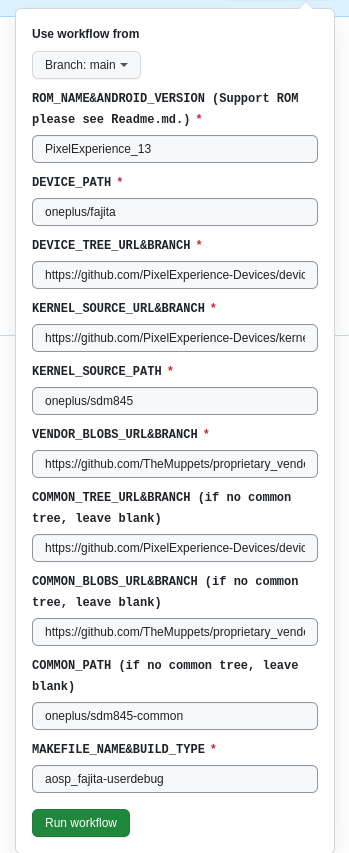 Use workflow from
Branch: main
ROM_NAME&ANDROID_VERSION (Support ROM
please see Readme.md.) *
PixelExperience_13
DEVICE_PATH *
oneplus/fajita
DEVICE_TREE_URL&BRANCH *
https://github.com/PixelExperience-Devices/devic
KERNEL_SOURCE_URL&BRANCH *
https://github.com/PixelExperience-Devices/kerne
KERNEL_SOURCE_PATH *
oneplus/sdm845
VENDOR_BLOBS_URL&BRANCH *
https://github.com/TheMuppets/proprietary_vend
COMMON_TREE_URL&BRANCH (if no common
tree, leave blank)
https://github.com/PixelExperience-Devices/devic
COMMON_BLOBS_URL&BRANCH (if no common
tree, leave blank)
https://github.com/TheMuppets/proprietary_vend
COMMON_PATH (if no common tree, leave
blank)
oneplus/sdm845-common
MAKEFILE_NAME&BUILD_TYPE *
aosp_fajita-userdebug
Run workflow